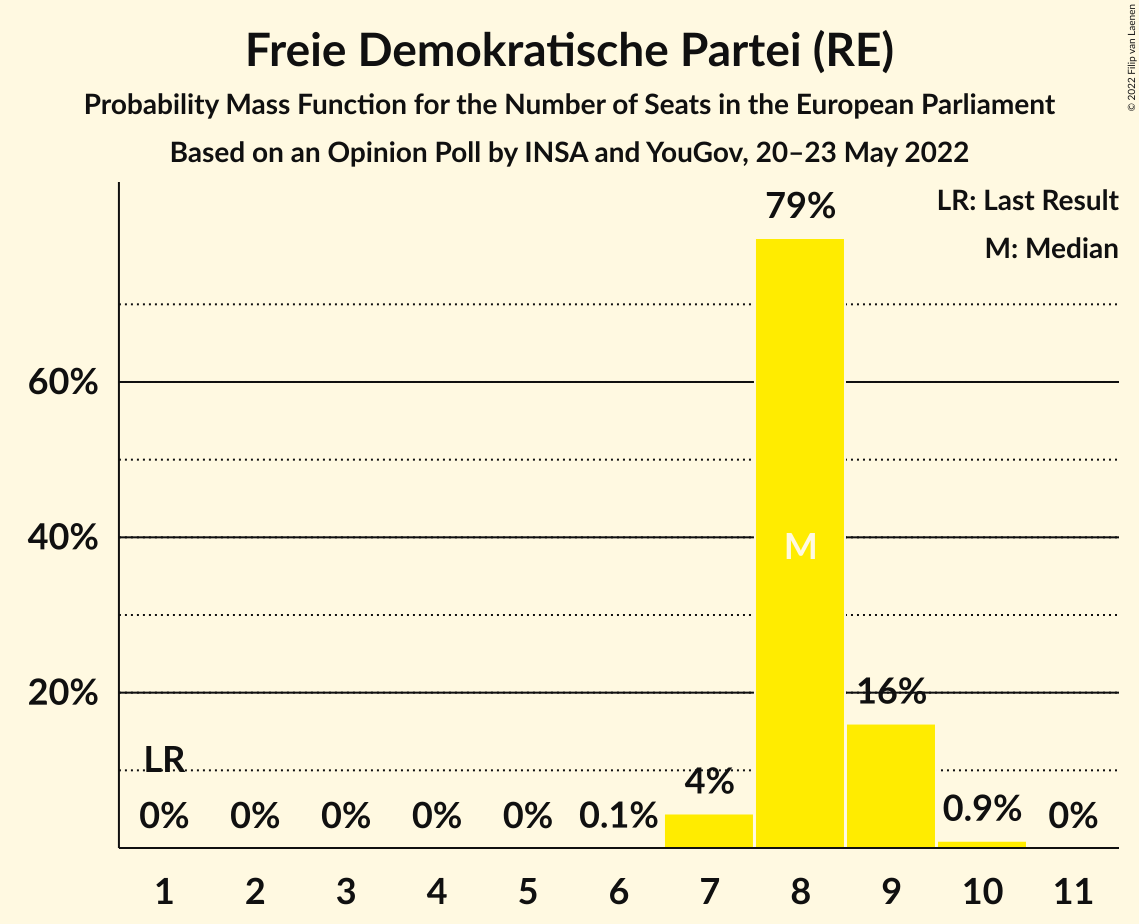 Freie Demokratische Partei (RE)
Probability Mass Function for the Number of Seats in the European Parliament
Based on an Opinion Poll by INSA and YouGov, 20–23 May 2022
© 2022 Filip van Laenen
LR: Last Result
M: Median
79%
60%
40%
M
20%
16%
LR
4%
0% 0% 0% 0% 0% 0.1% 0.9% 0%
1 2 3 4 5 6 7 8 9 10 11